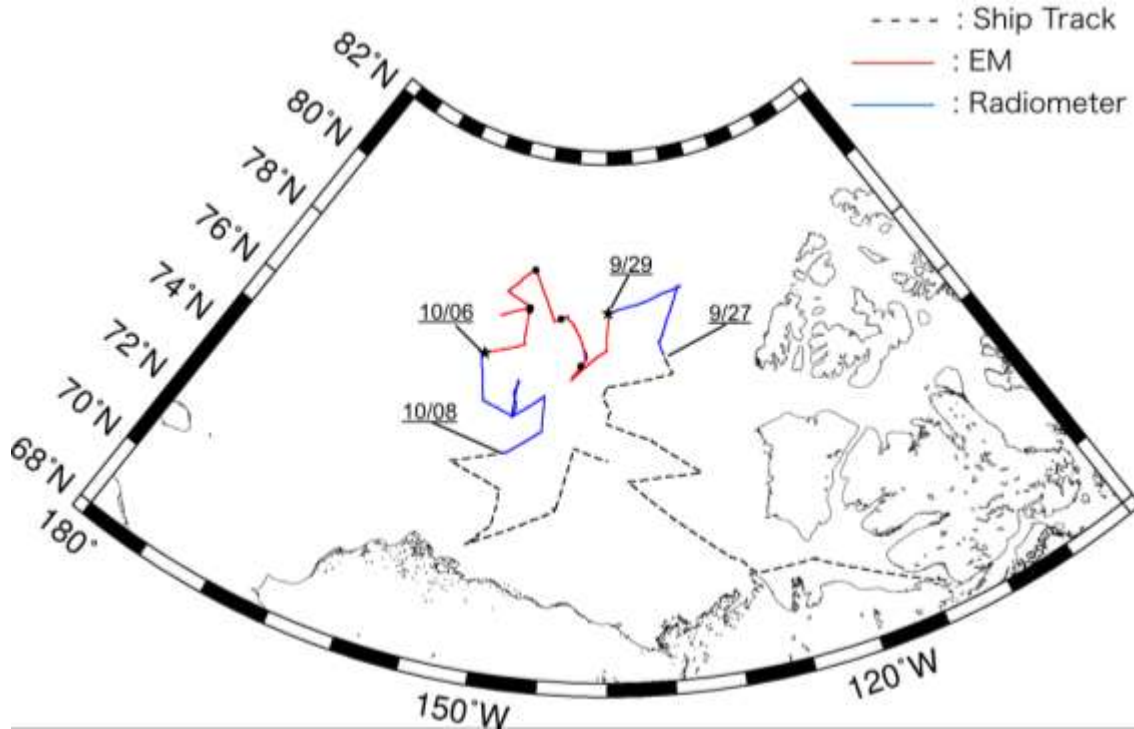 : Ship Track
: EM
: Radiometer
82°N
80°N
78°N
76°N
74°N
72°N
70°N
68°N
180°
150°W
120°W
9/29
9/27
10/06
10/08